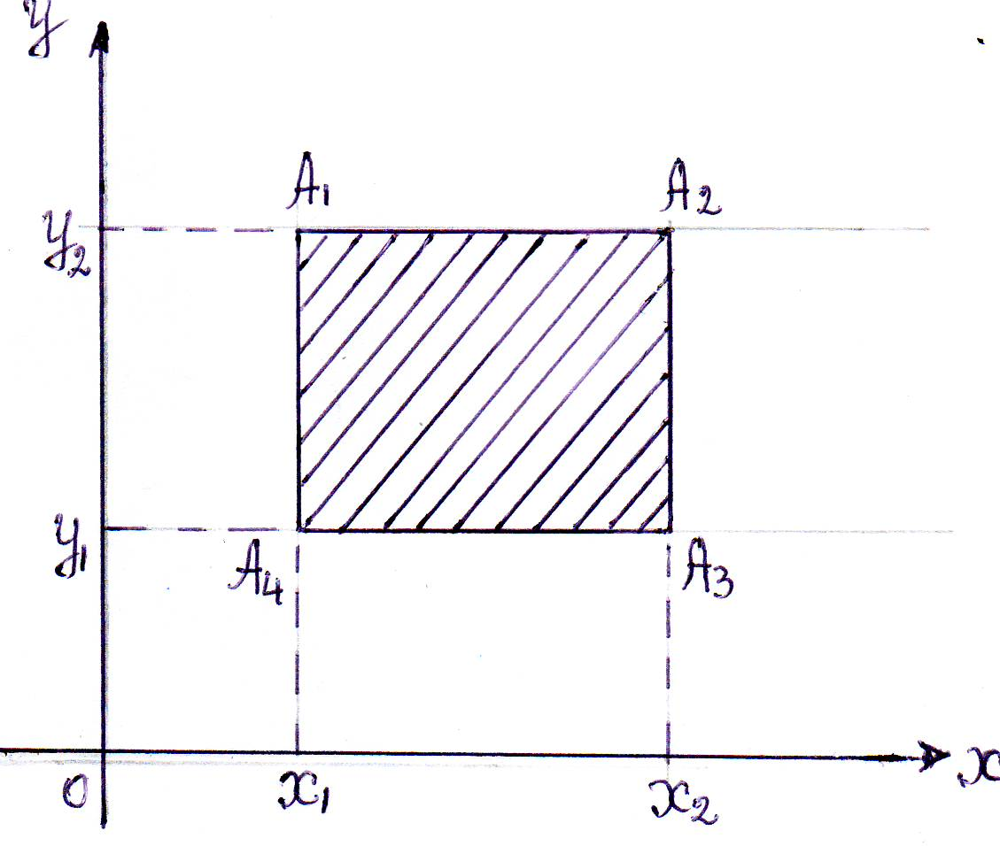 y
A₁ A₂
y₂
y₁
A₄ A₃
0 x₁ x₂ x